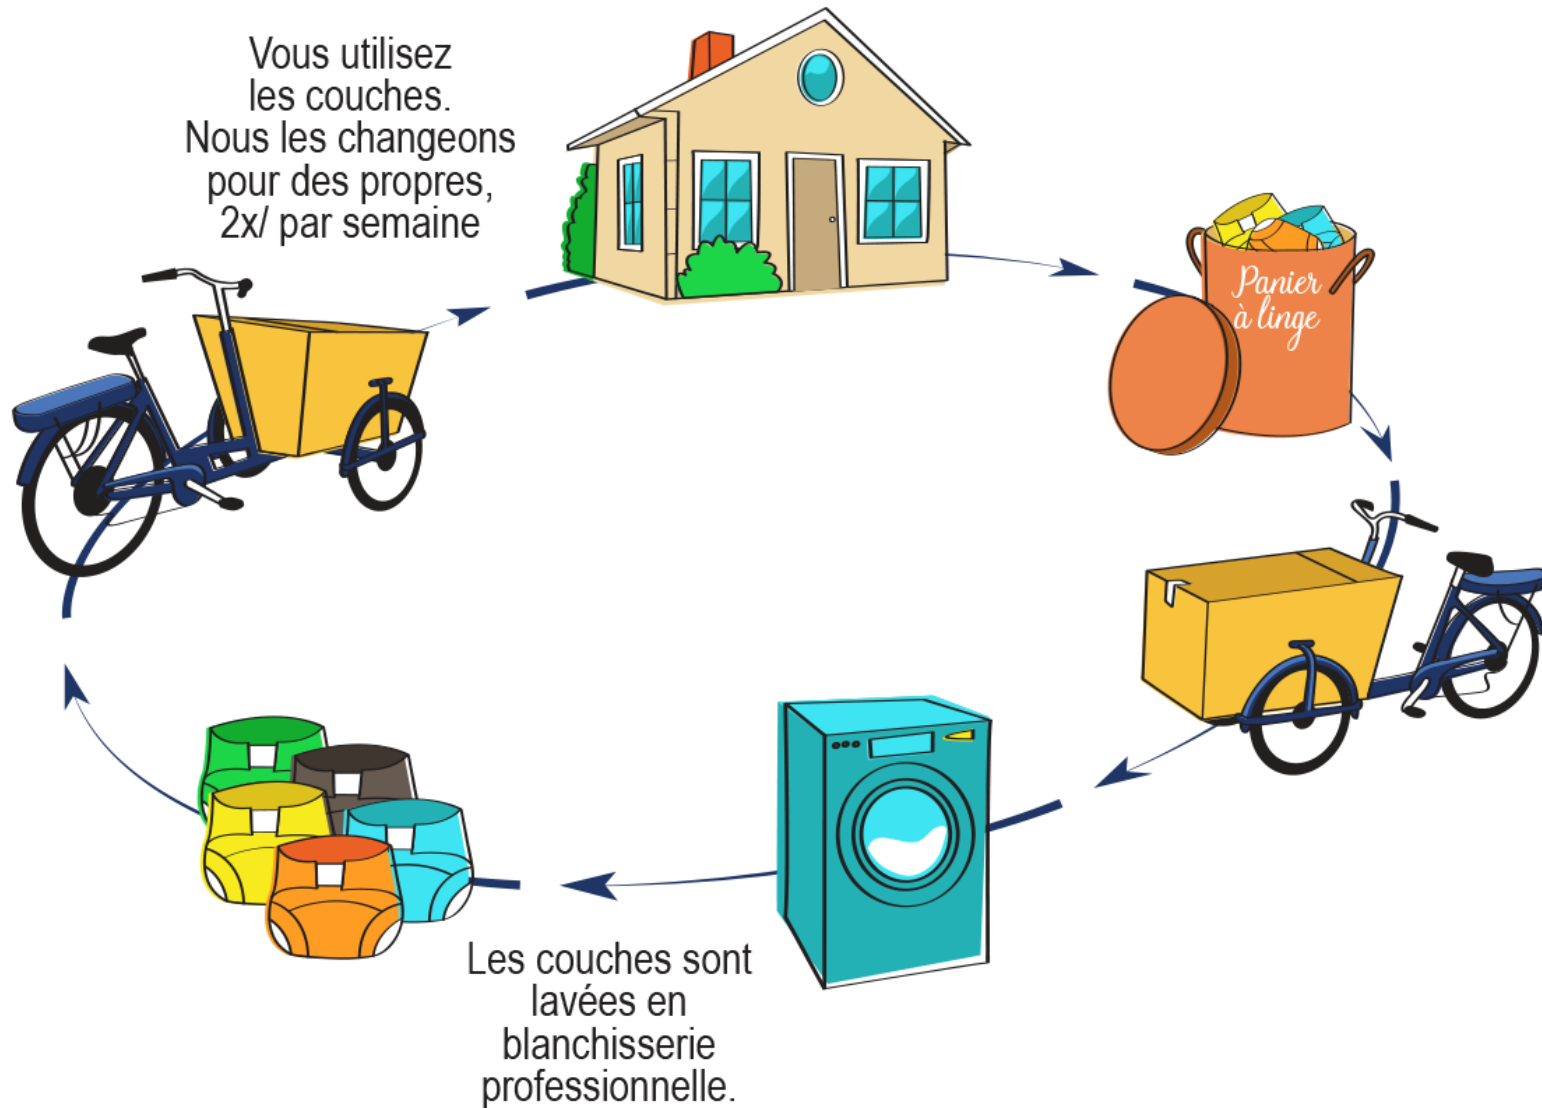 Vous utilisez
les couches.
Nous les changeons
pour des propres,
2x/ par semaine
Panier
à linge
Les couches sont
lavées en
blanchisserie
professionnelle.